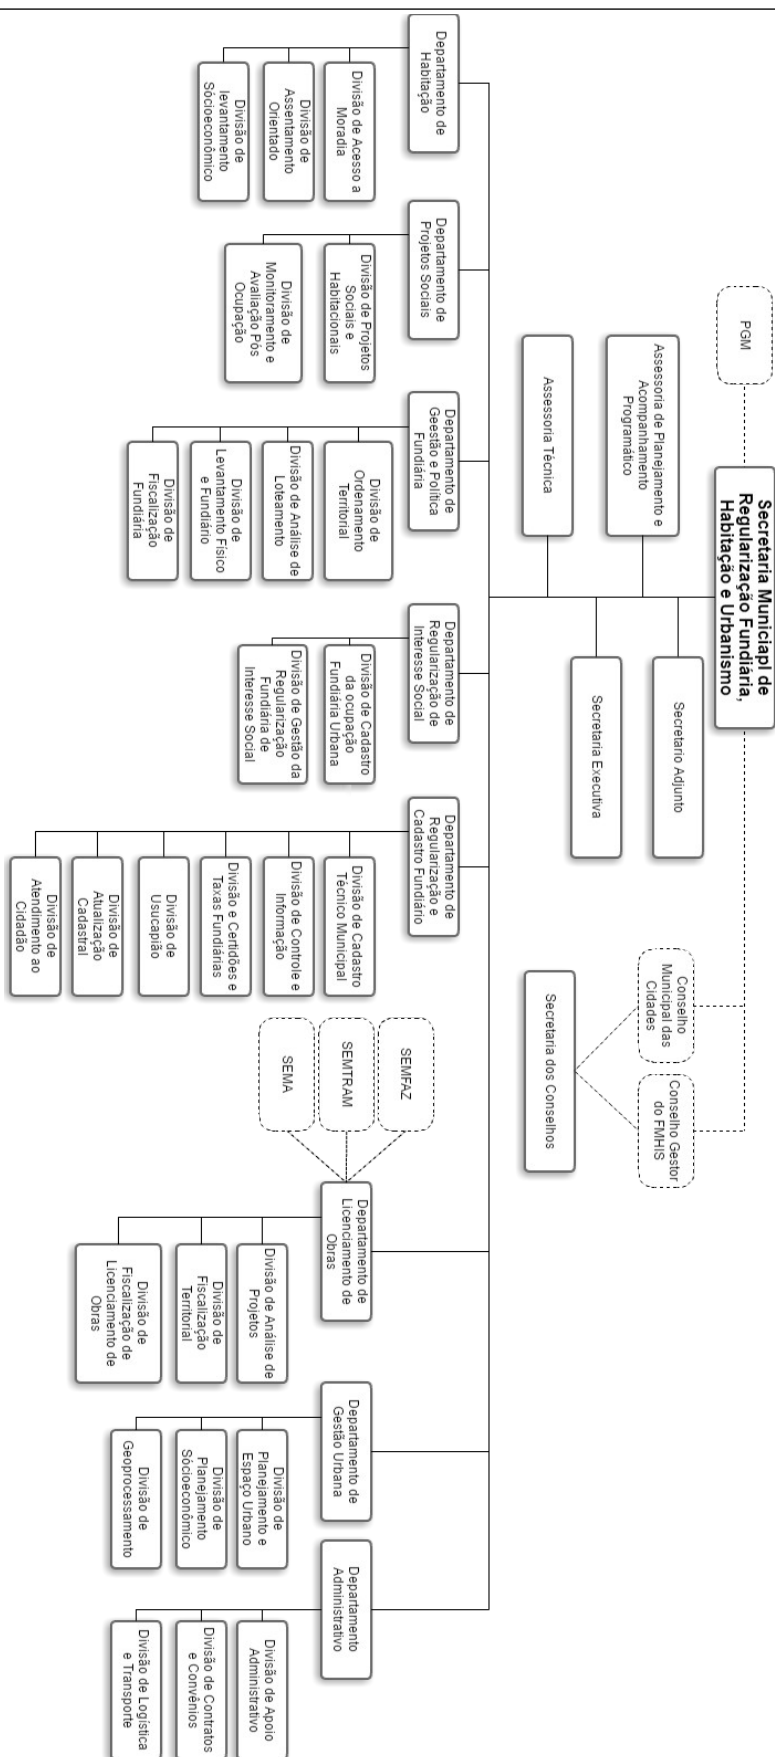 Secretaria Municiapl de
Regularização Fundiária,
Habitação e Urbanismo
PGM
Assessoria de Planejamento e
Acompanhamento
Programático
Assessoria Técnica
Secretario Adjunto
Secretaria Executiva
Conselho
Municipal das
Cidades
Conselho Gestor
do FMHIS
Secretaria dos Conselhos
Departamento de
Habitação
Divisão de Acesso a
Moradia
Divisão de
Assentamento
Orientado
Divisão de
levantamento
Sócioeconômico
Departamento de
Projetos Sociais
Divisão de Projetos
Sociais e
Habitacionais
Divisão de
Monitoramento e
Avaliação Pós
Ocupação
Departamento de
Geestão e Política
Fundiária
Divisão de
Ordenamento
Territorial
Divisão de Análise de
Loteamento
Divisão de
Levantamento Físico
e Fundiário
Divisão de
Fiscalização
Fundiária
Departamento de
Regularização de
Interesse Social
Divisão de Cadastro
da ocupação
Fundiária Urbana
Divisão de Gestão da
Regularização
Fundiária de
Interesse Social
Departamento de
Regularização e
Cadastro Fundiário
Divisão de Cadastro
Técnico Municipal
Divisão de Controle e
Informação
Divisão e Certidões e
Taxas Fundiárias
Divisão de
Usucapião
Divisão de
Atualização
Cadastral
Divisão de
Atendimento ao
Cidadão
SEMFAZ
SEMTRAM
SEMA
Departamento de
Licenciamento de
Obras
Divisão de Análise de
Projetos
Divisão de
Fiscalização
Territorial
Divisão de
Fiscalização de
Licenciamento de
Obras
Departamento de
Gestão Urbana
Divisão de
Planejamento e
Espaço Urbano
Divisão de
Planejamento
Sócioeconômico
Divisão de
Geoprocessamento
Departamento
Administrativo
Divisão de Apoio
Administrativo
Divisão de Contratos
e Convênios
Divisão de Logística
e Transporte